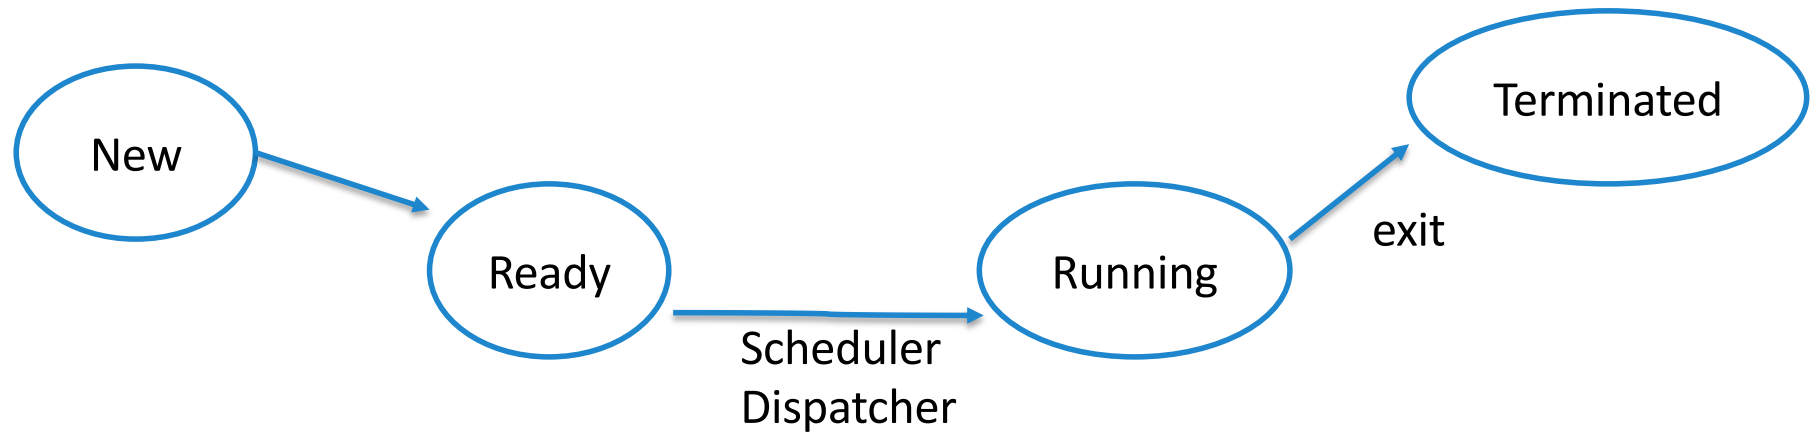 New
Ready
Scheduler
Dispatcher
Running
exit
Terminated